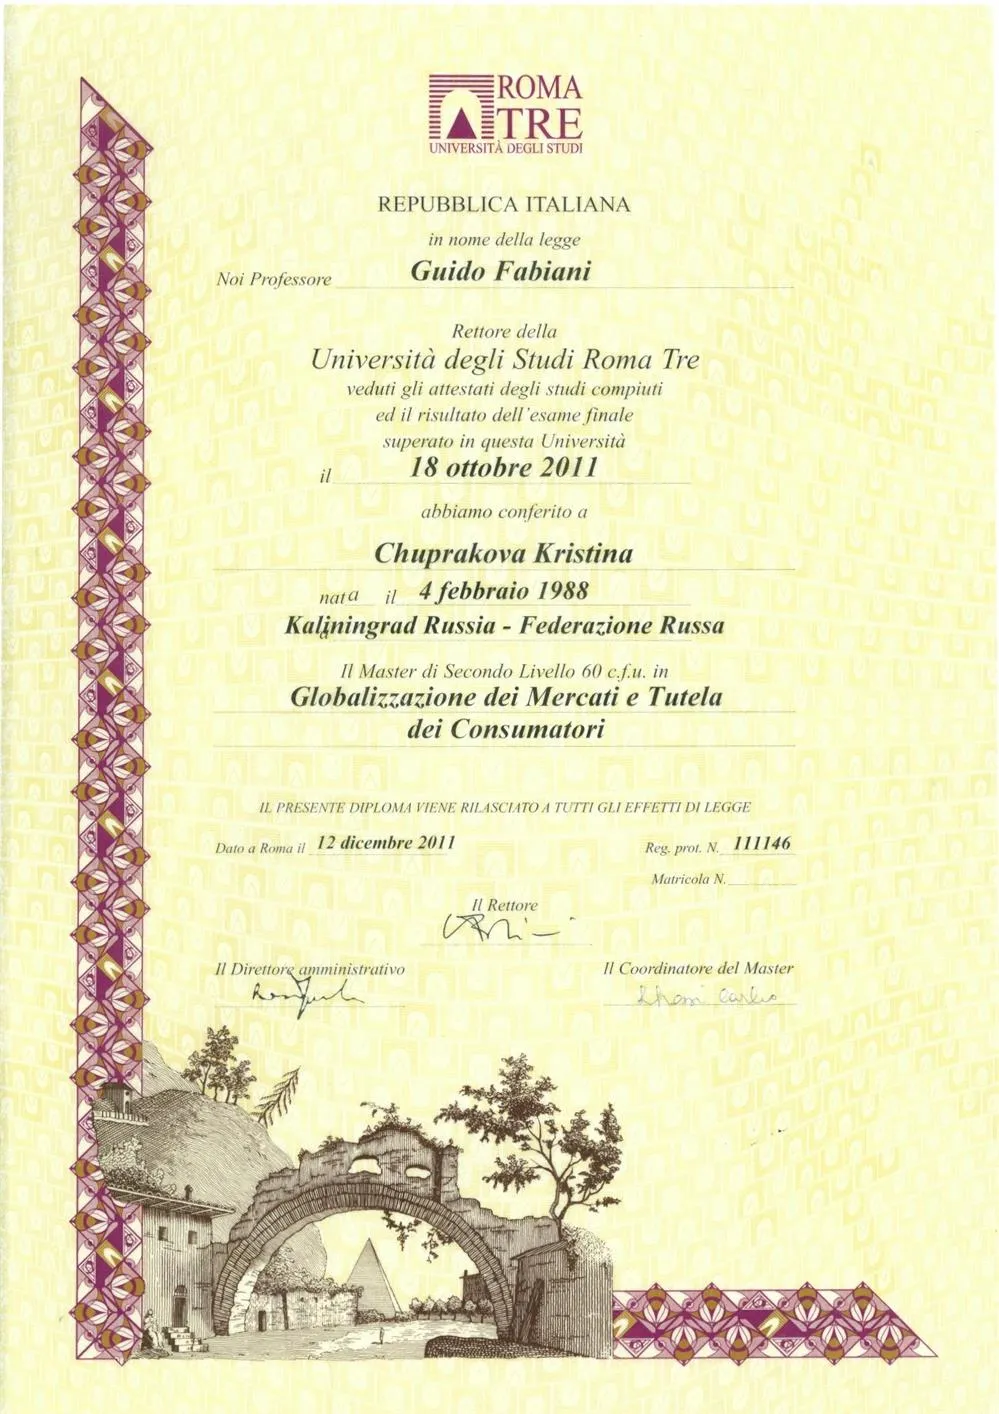 ROMA
TRE
UNIVERSITÀ DEGLI STUDI
REPUBBLICA ITALIANA
in nome della legge
Noi Professore Guido Fabiani
Rettore della
Università degli Studi Roma Tre
veduti gli attestati degli studi compiuti
ed il risultato dell'esame finale
superato in questa Università
il 18 ottobre 2011
abbiamo conferito a
Chuprakova Kristina
nata il 4 febbraio 1988
Kaliningrad Russia - Federazione Russa
Il Master di Secondo Livello 60 c.f.u. in
Globalizzazione dei Mercati e Tutela
dei Consumatori
IL PRESENTE DIPLOMA VIENE RILASCIATO A TUTTI GLI EFFETTI DI LEGGE
Dato a Roma il 12 dicembre 2011 Reg. prot. N. 111146
Matricola N.
Il Rettore
Il Direttore amministrativo Il Coordinatore del Master